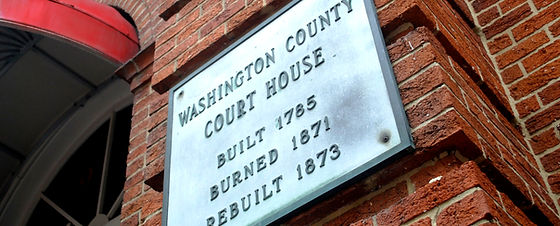 WASHINGTON COUNTY
COURT HOUSE
BUILT 1785
BURNED 1871
REBUILT 1873